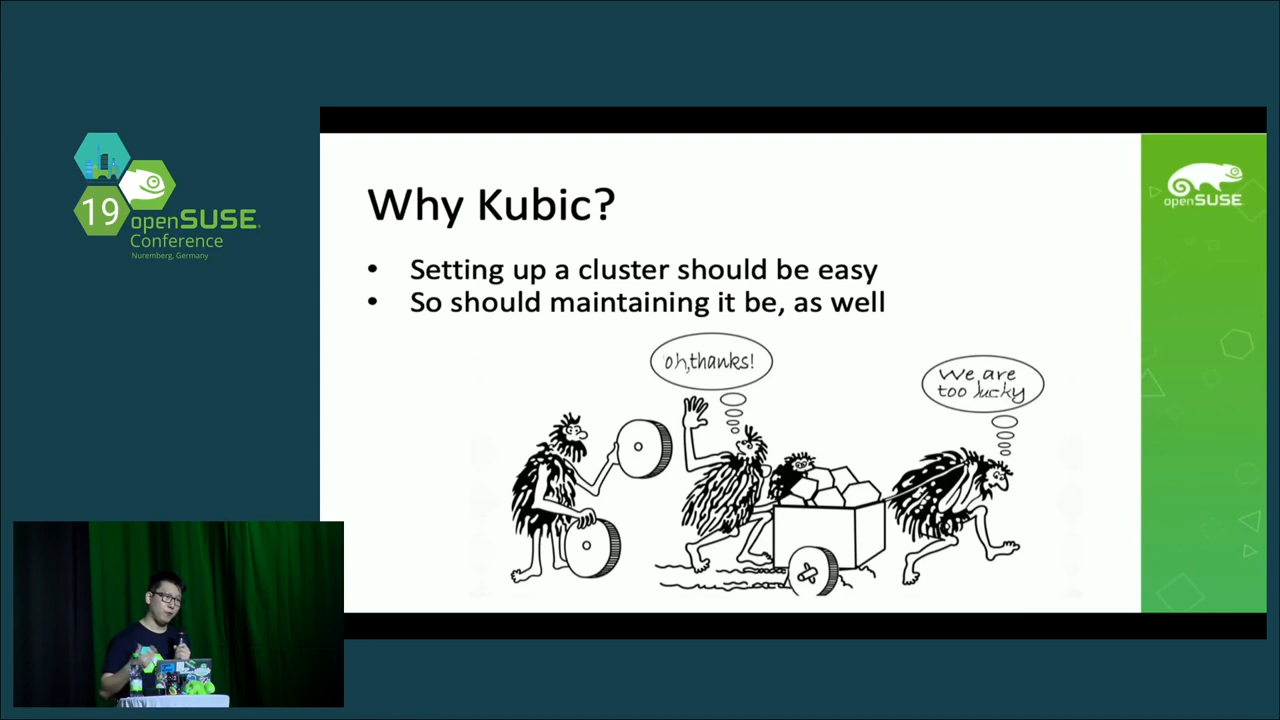 19
openSUSE
Conference
Nuremberg, Germany
Why Kubic?
• Setting up a cluster should be easy
• So should maintaining it be, as well
oh,thanks!
We are
too lucky
openSUSE